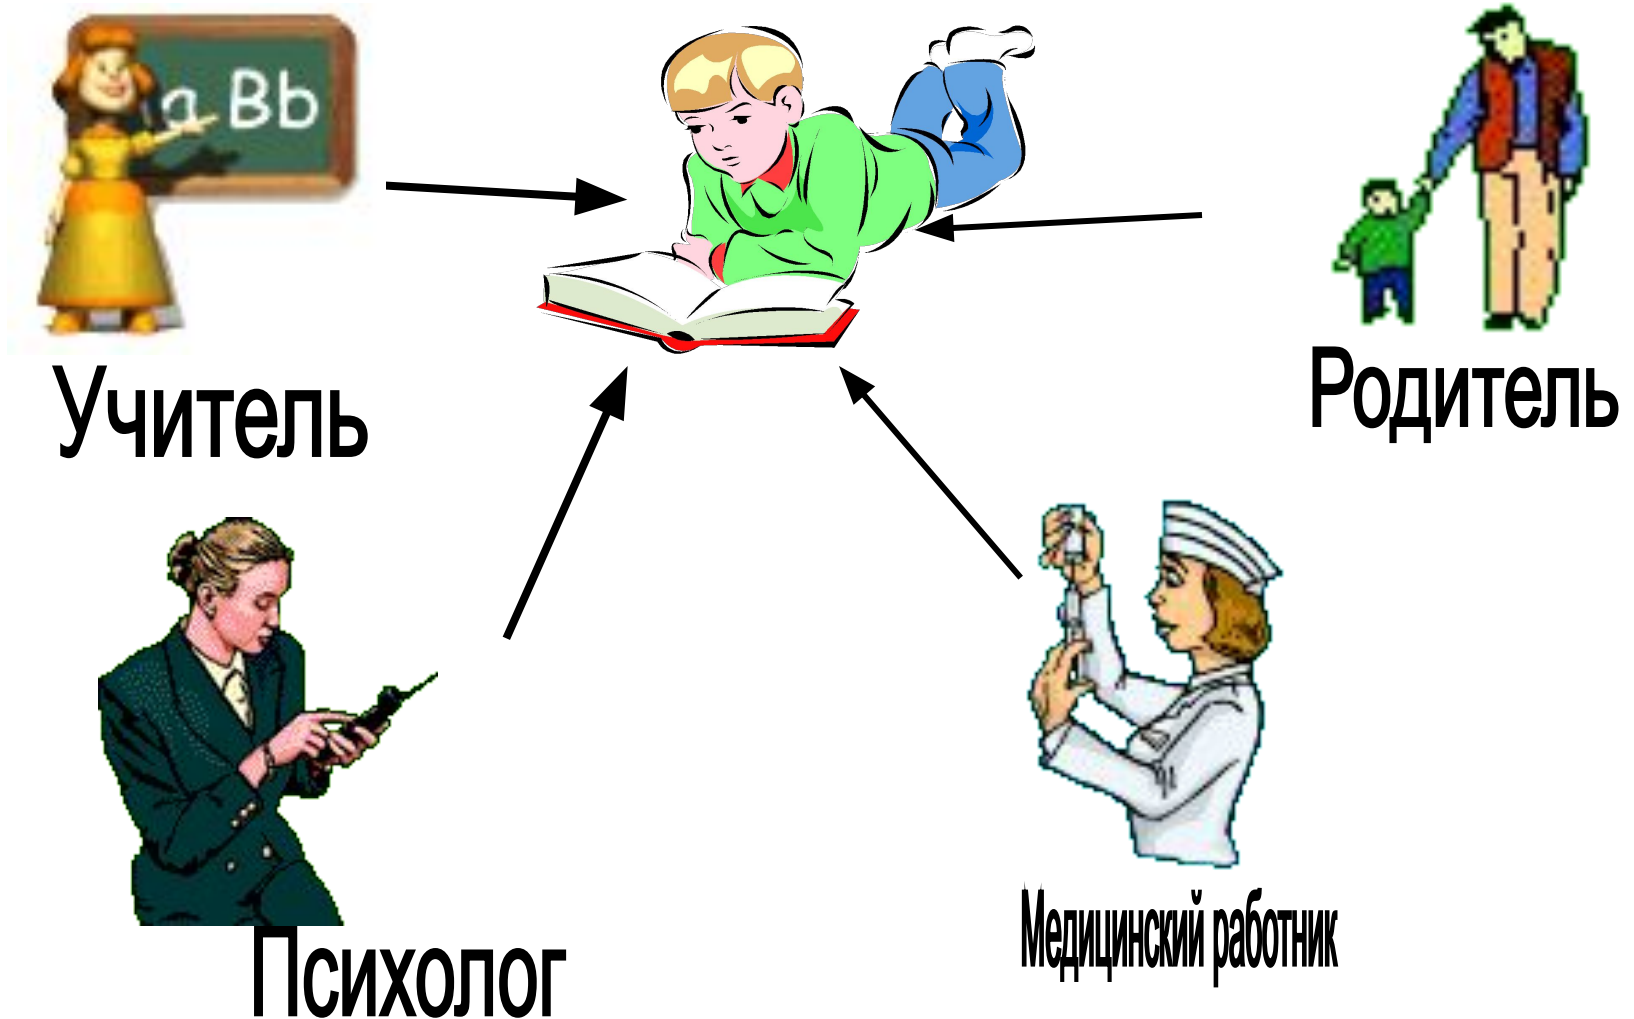 a Bb
Учитель
Родитель
Психолог
Медицинский работник